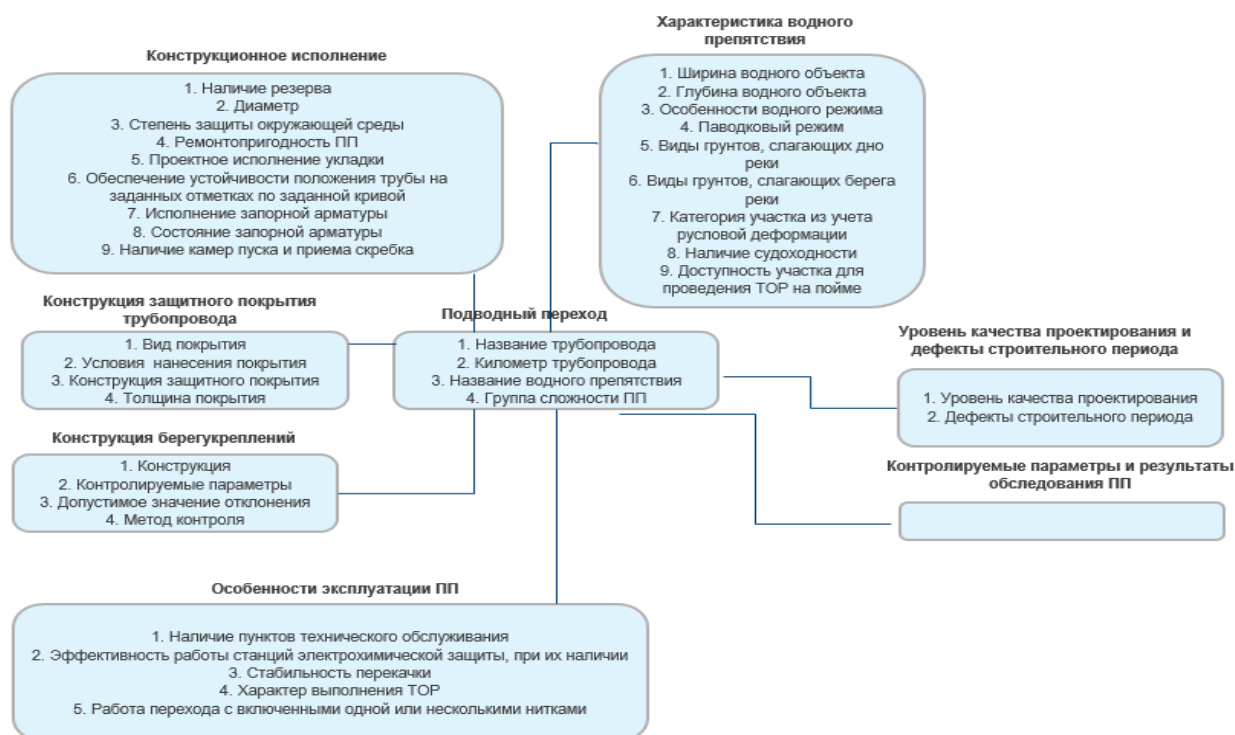 Конструкционное исполнение
1. Наличие резерва
2. Диаметр
3. Степень защиты окружающей среды
4. Ремонтопригодность ПП
5. Проектное исполнение укладки
6. Обеспечение устойчивости положения трубы на
заданных отметках по заданной кривой
7. Исполнение запорной арматуры
8. Состояние запорной арматуры
9. Наличие камер пуска и приема скребка
Характеристика водного
препятствия
1. Ширина водного объекта
2. Глубина водного объекта
3. Особенности водного режима
4. Паводковый режим
5. Виды грунтов, слагающих дно
реки
6. Виды грунтов, слагающих берега
реки
7. Категория участка из учета
русловой деформации
8. Наличие судоходности
9. Доступность участка для
проведения ТОР на пойме
Конструкция защитного покрытия
трубопровода
1. Вид покрытия
2. Условия нанесения покрытия
3. Конструкция защитного покрытия
4. Толщина покрытия
Подводный переход
1. Название трубопровода
2. Километр трубопровода
3. Название водного препятствия
4. Группа сложности ПП
Уровень качества проектирования и
дефекты строительного периода
1. Уровень качества проектирования
2. Дефекты строительного периода
Конструкция берегукреплений
1. Конструкция
2. Контролируемые параметры
3. Допустимое значение отклонения
4. Метод контроля
Контролируемые параметры и результаты
обследования ПП
Особенности эксплуатации ПП
1. Наличие пунктов технического обслуживания
2. Эффективность работы станций электрохимической защиты, при их наличии
3. Стабильность перекачки
4. Характер выполнения ТОР
5. Работа перехода с включенными одной или несколькими нитками